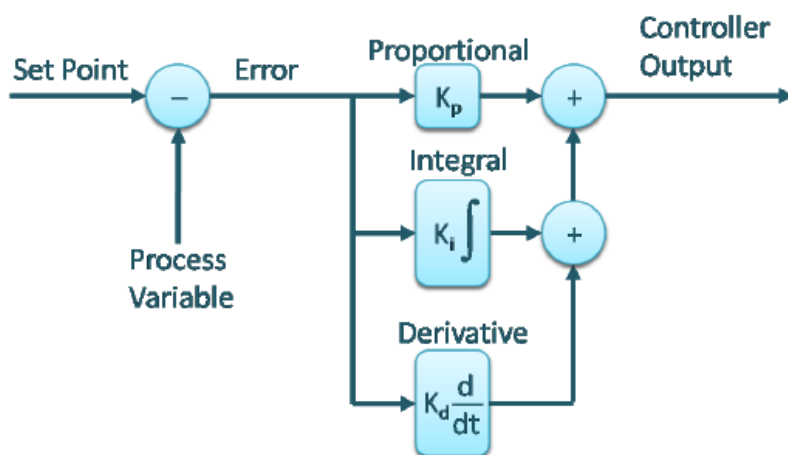 Set Point
−
Error
Process
Variable
Proportional
Kp
Integral
Ki ∫
Derivative
Kd d/dt
+
+
Controller
Output